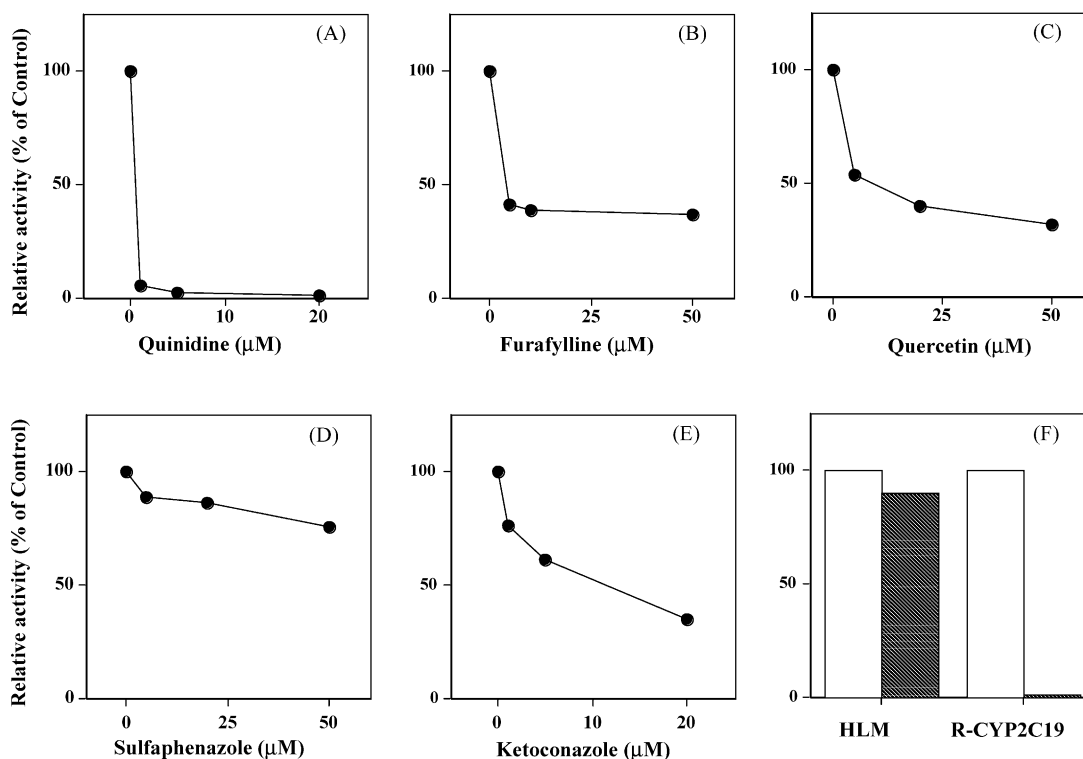 Relative activity (% of Control)
(A)
100
50
0
0 10 20
Quinidine (μM)
(B)
100
50
0
0 25 50
Furafylline (μM)
(C)
100
50
0
0 25 50
Quercetin (μM)
Relative activity (% of Control)
(D)
100
50
0
0 25 50
Sulfaphenazole (μM)
(E)
100
50
0
0 10 20
Ketoconazole (μM)
(F)
100
50
0
HLM R-CYP2C19